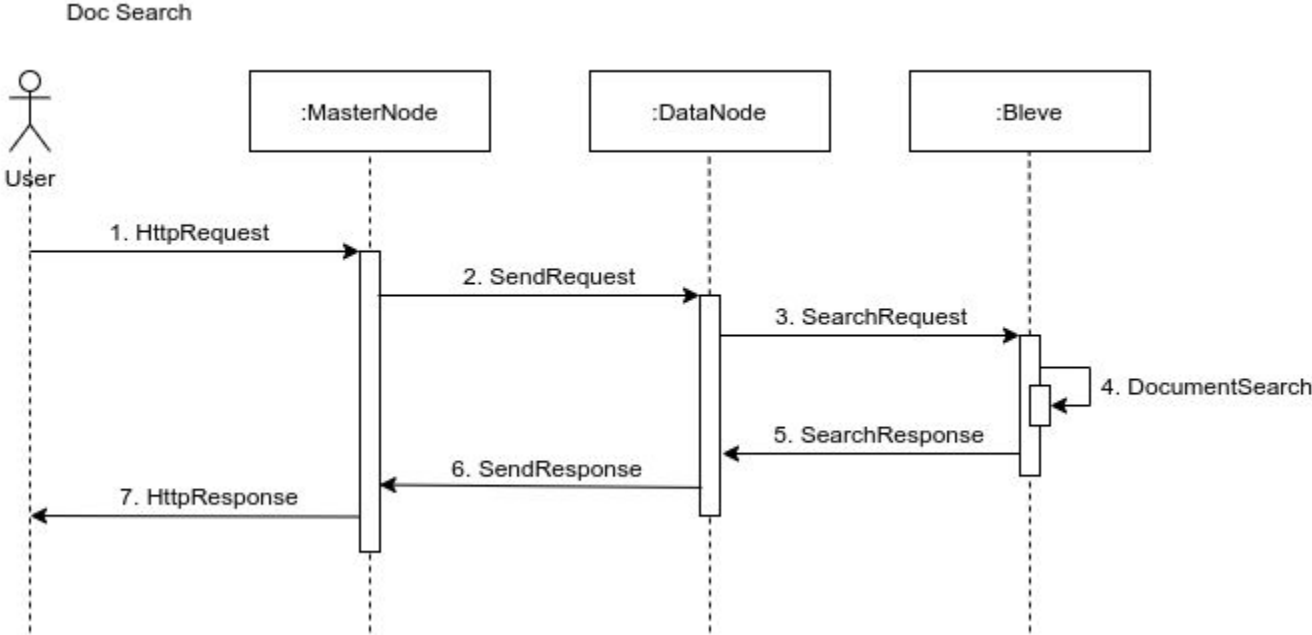 Doc Search
:MasterNode
:DataNode
:Bleve
User
1. HttpRequest
2. SendRequest
3. SearchRequest
4. DocumentSearch
5. SearchResponse
6. SendResponse
7. HttpResponse